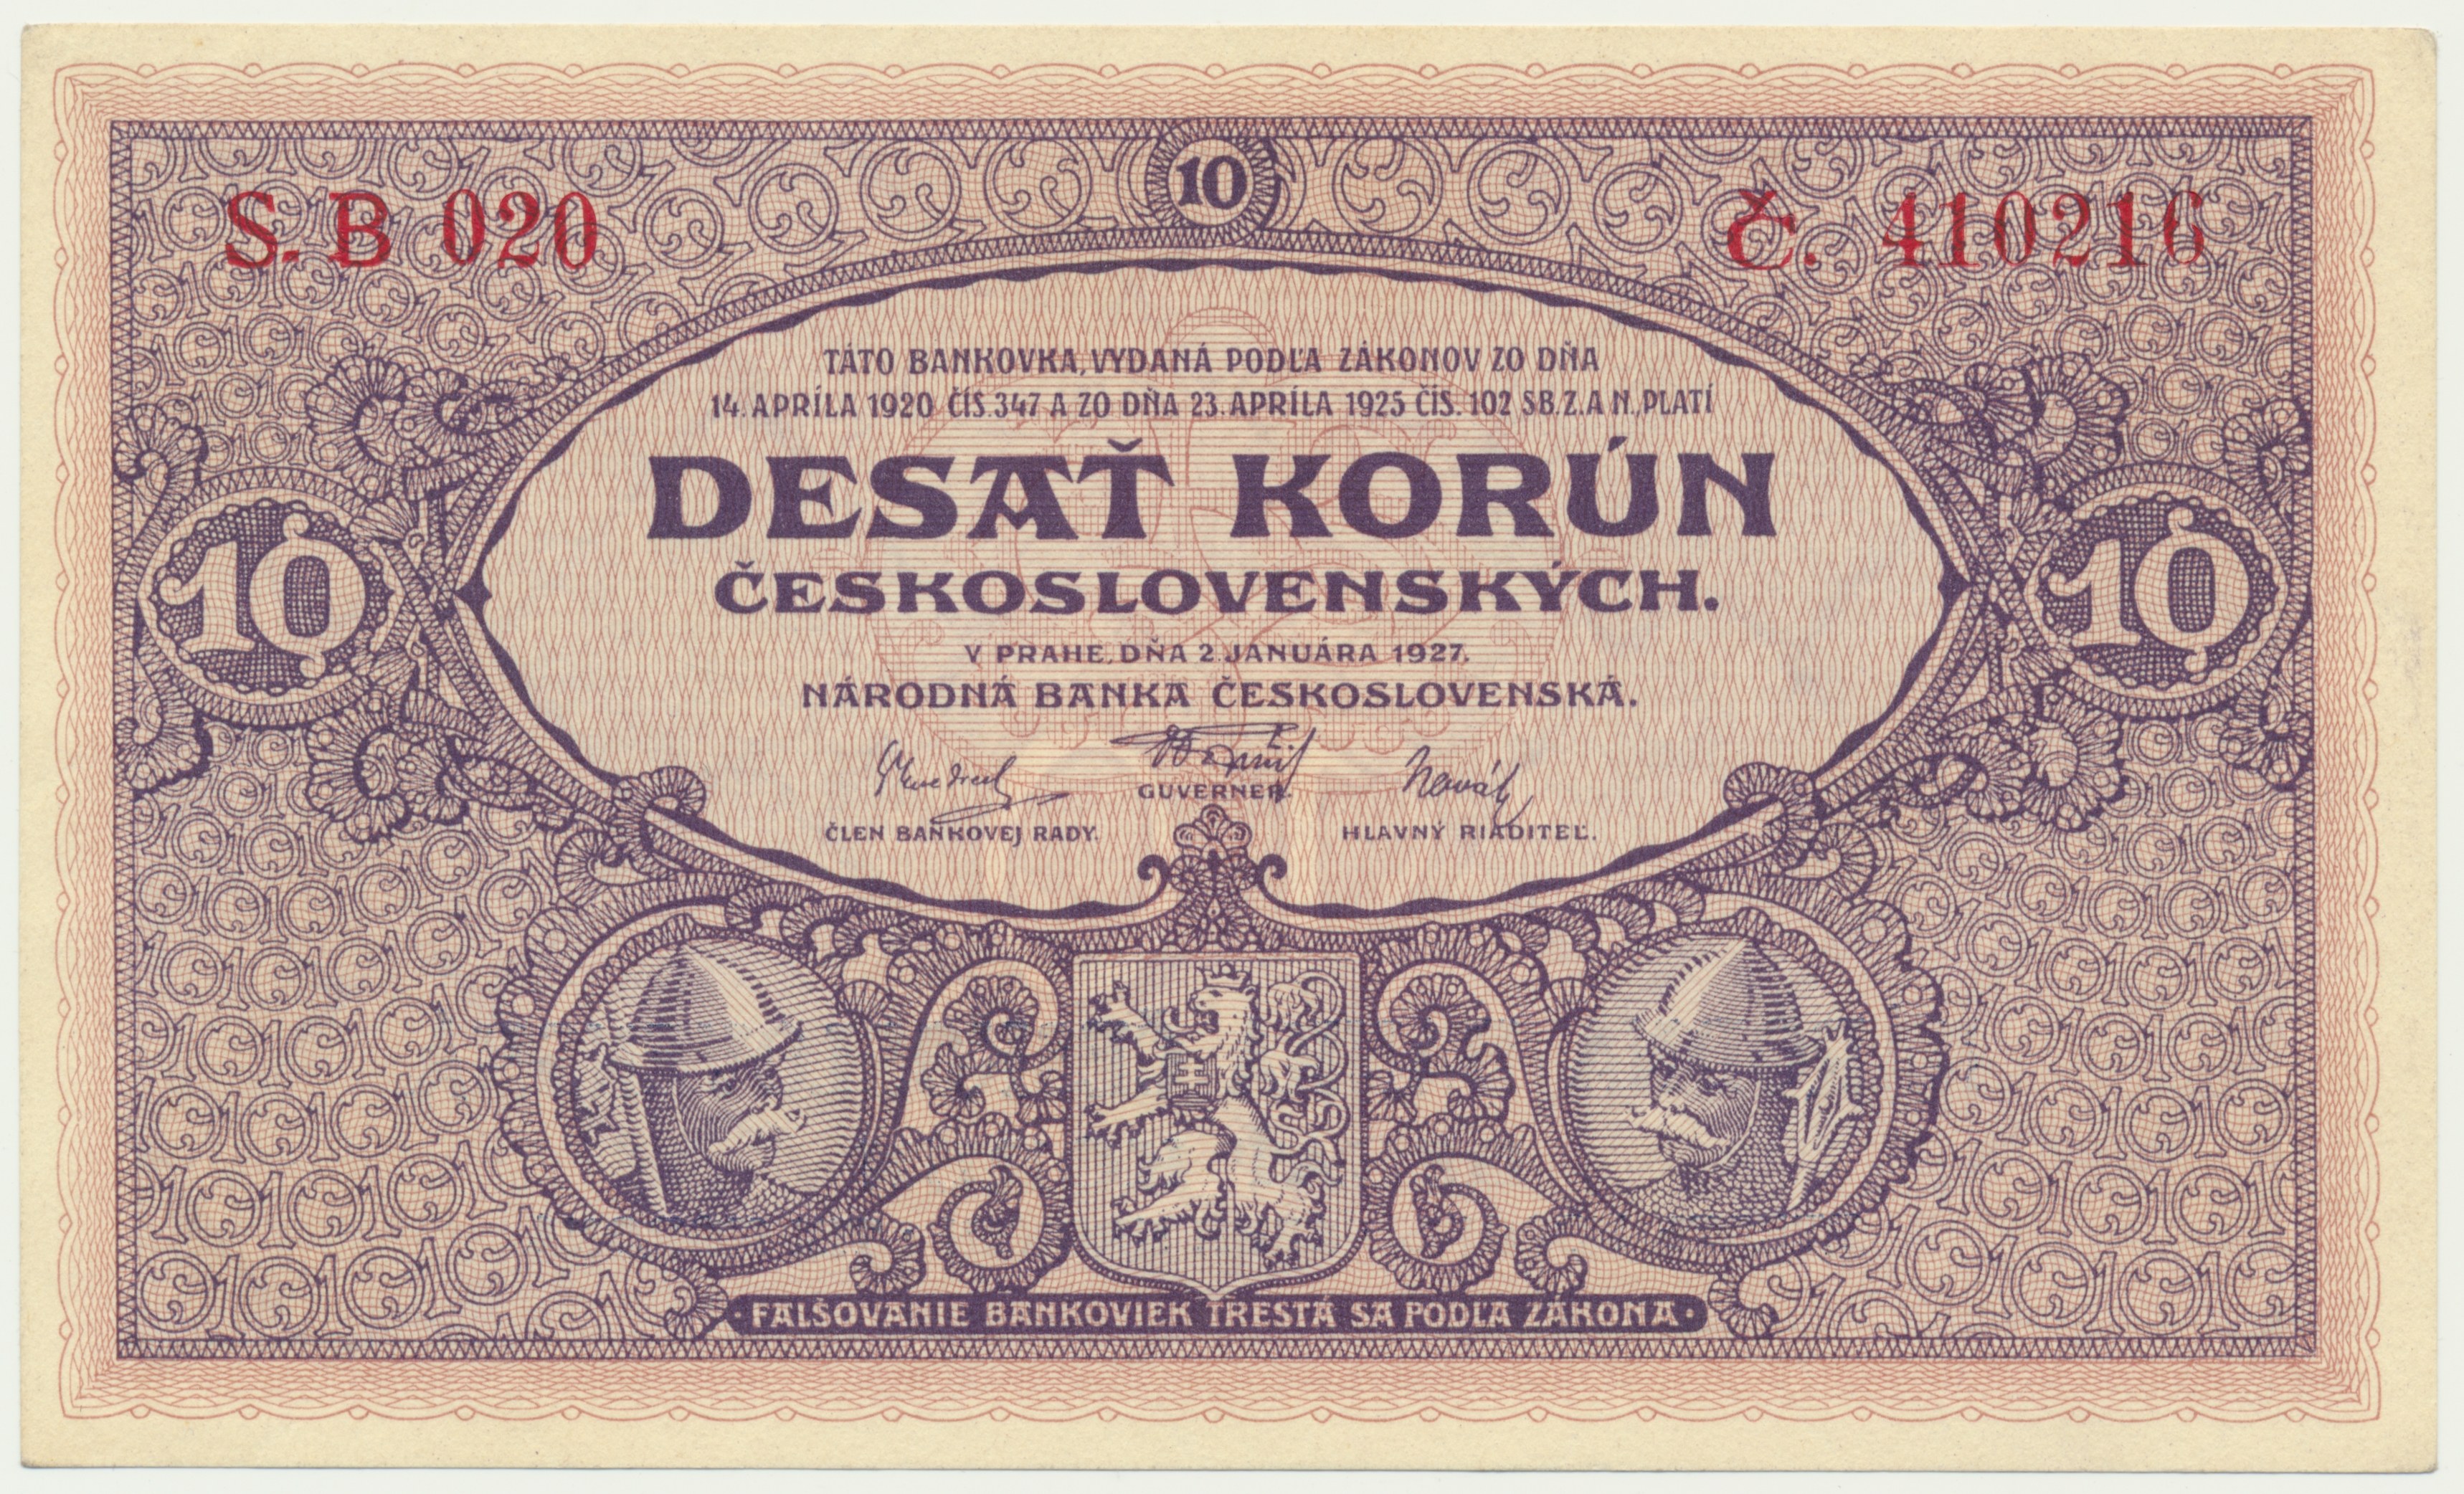 10
S. B 020
Č. 410216
TÁTO BANKOVKA, VYDANÁ PODĽA ZÁKONOV ZO DŇA
14. APRÍLA 1920 ČÍS. 347 A ZO DŇA 23. APRÍLA 1925 ČÍS. 102 SB. Z. A N., PLATÍ
DESAŤ KORÚN
ČESKOSLOVENSKÝCH.
10
10
V PRAHE, DŇA 2. JANUÁRA 1927.
NÁRODNÁ BANKA ČESKOSLOVENSKÁ.
GUVERNER.
ČLEN BANKOVEJ RADY.
HLAVNÝ RIADITEĽ.
· FALŠOVANIE BANKOVIEK TRESTÁ SA PODĽA ZÁKONA ·